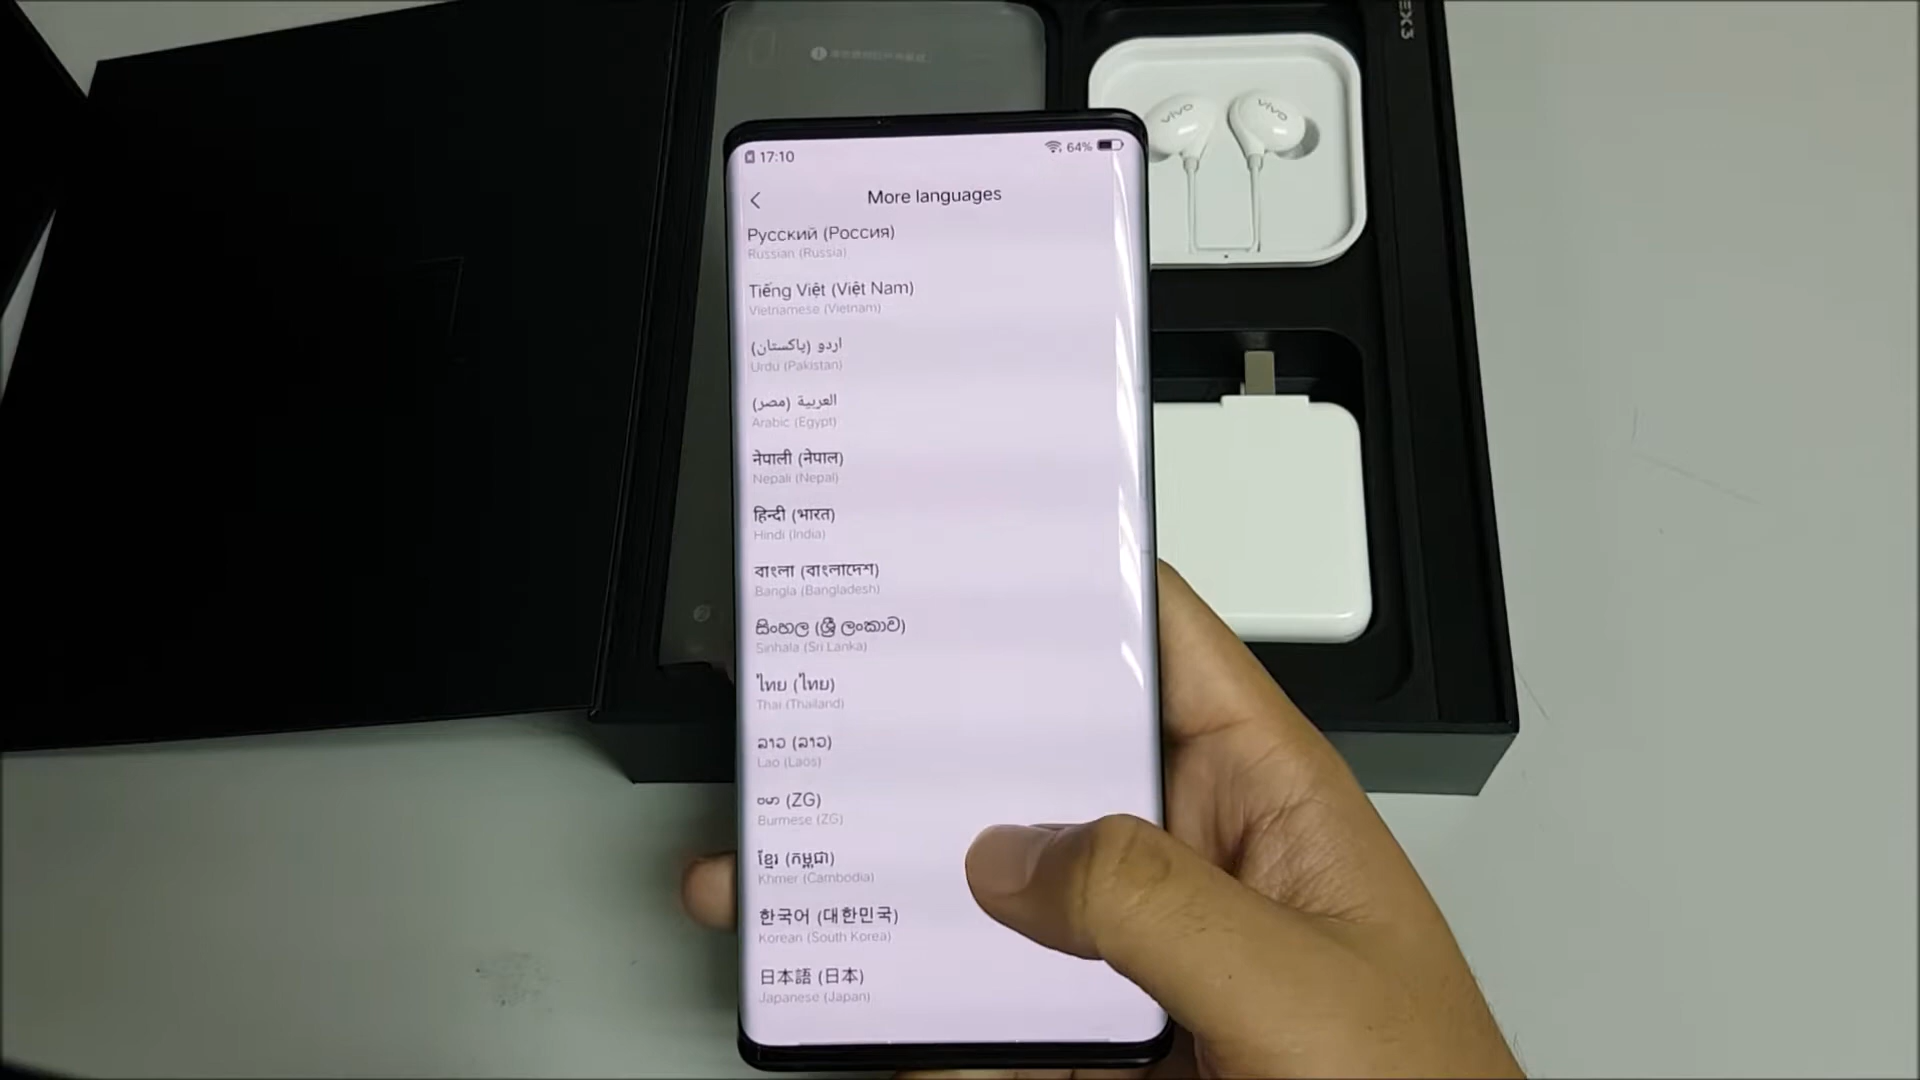 EX3
vivo
vivo
17:10
64%
More languages
Русский (Россия)
Russian (Russia)
Tiếng Việt (Việt Nam)
Vietnamese (Vietnam)
اردو (پاکستان)
Urdu (Pakistan)
العربية (مصر)
Arabic (Egypt)
नेपाली (नेपाल)
Nepali (Nepal)
हिन्दी (भारत)
Hindi (India)
বাংলা (বাংলাদেশ)
Bangla (Bangladesh)
සිංහල (ශ්‍රී ලංකාව)
Sinhala (Sri Lanka)
ไทย (ไทย)
Thai (Thailand)
ລາວ (ລາວ)
Lao (Laos)
ဗမာ (ZG)
Burmese (ZG)
ខ្មែរ (កម្ពុជា)
Khmer (Cambodia)
한국어 (대한민국)
Korean (South Korea)
日本語 (日本)
Japanese (Japan)